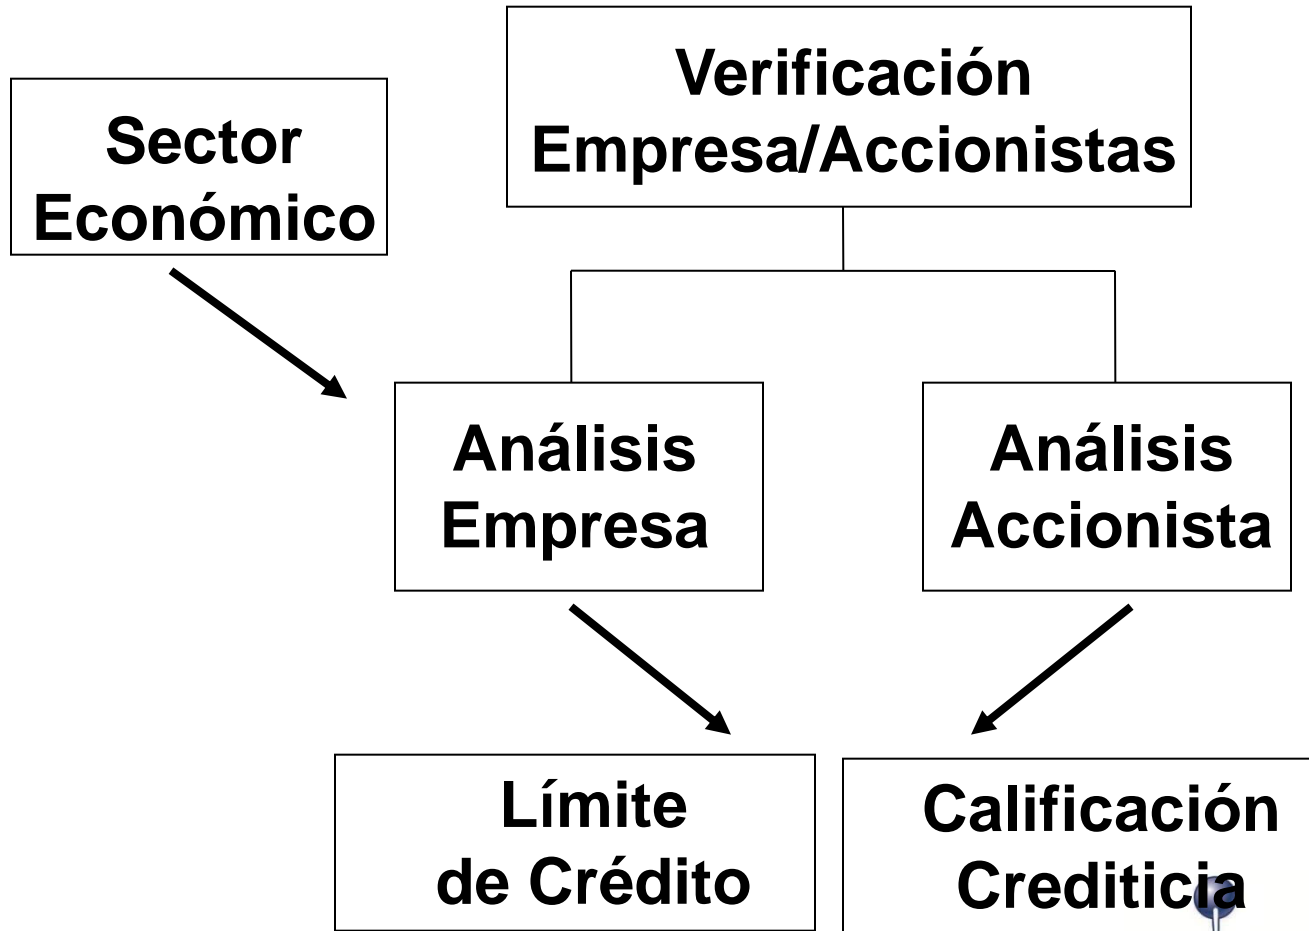 Verificación
Empresa/Accionistas
Sector
Económico
Análisis
Empresa
Análisis
Accionista
Límite
de Crédito
Calificación
Crediticia